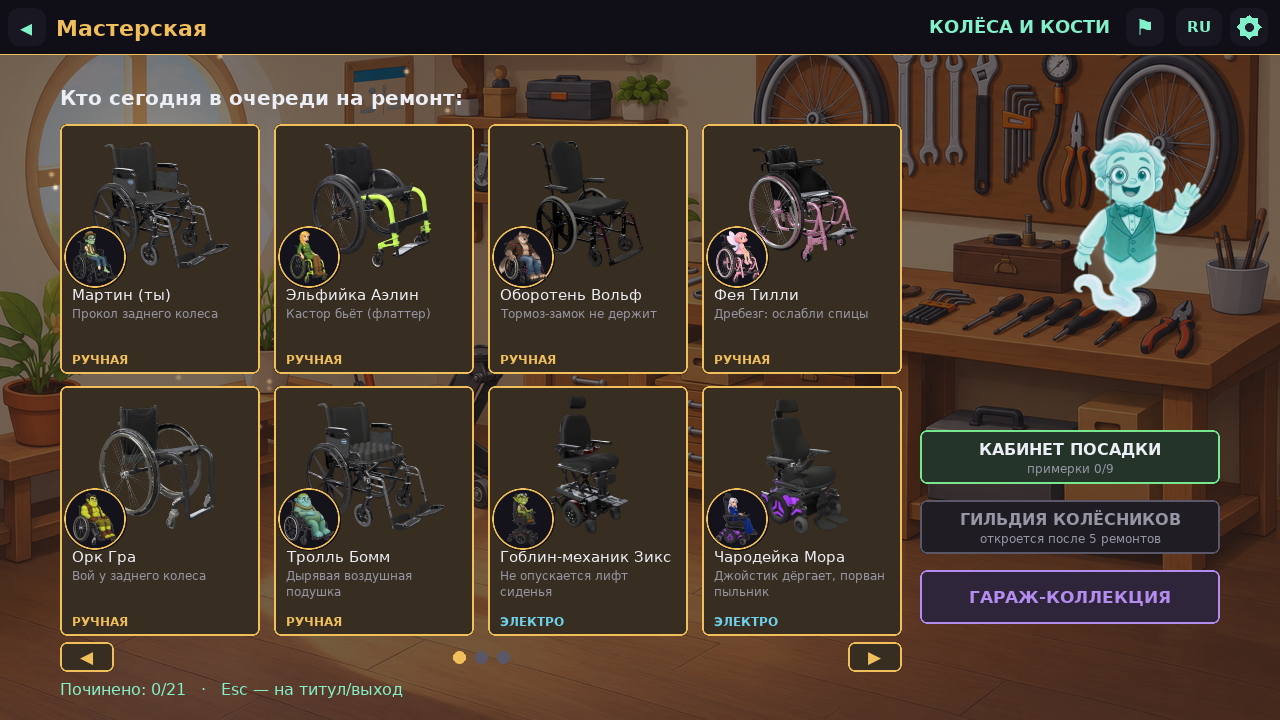 Мастерская
КОЛЁСА И КОСТИ
RU
Кто сегодня в очереди на ремонт:
Мартин (ты)
Прокол заднего колеса
РУЧНАЯ
Эльфийка Аэлин
Кастор бьёт (флаттер)
РУЧНАЯ
Оборотень Вольф
Тормоз-замок не держит
РУЧНАЯ
Фея Тилли
Дребезг: ослабли спицы
РУЧНАЯ
Орк Гра
Вой у заднего колеса
РУЧНАЯ
Тролль Бомм
Дырявая воздушная
подушка
РУЧНАЯ
Гоблин-механик Зикс
Не опускается лифт
сиденья
ЭЛЕКТРО
Чародейка Мора
Джойстик дёргает, порван
пыльник
ЭЛЕКТРО
КАБИНЕТ ПОСАДКИ
примерки 0/9
ГИЛЬДИЯ КОЛЁСНИКОВ
откроется после 5 ремонтов
ГАРАЖ-КОЛЛЕКЦИЯ
Починено: 0/21 · Esc — на титул/выход